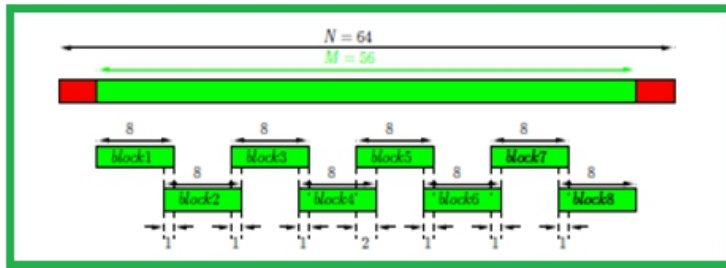 N = 64
M = 56
8 8 8 8
block1 block3 block5 block7
8 8 8 8
block2 block4 block6 block8
1 1 1 2 1 1 1